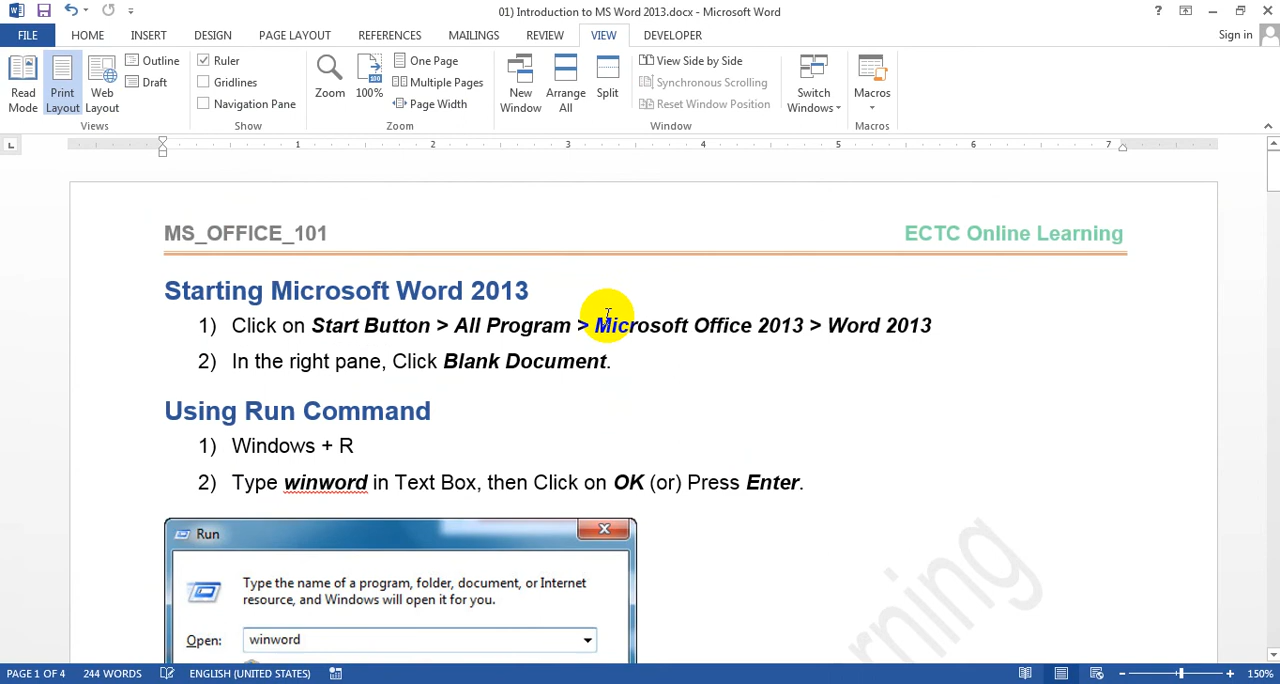 01) Introduction to MS Word 2013.docx - Microsoft Word
FILE HOME INSERT DESIGN PAGE LAYOUT REFERENCES MAILINGS REVIEW VIEW DEVELOPER Sign in
Read Mode
Print Layout
Web Layout
Outline
Draft
Views
Ruler
Gridlines
Navigation Pane
Show
Zoom
100%
One Page
Multiple Pages
Page Width
Zoom
New Window
Arrange All
Split
View Side by Side
Synchronous Scrolling
Reset Window Position
Window
Switch Windows
Macros
Macros
1 2 3 4 5 6 7
MS_OFFICE_101 ECTC Online Learning
Starting Microsoft Word 2013
1) Click on Start Button > All Program > Microsoft Office 2013 > Word 2013
2) In the right pane, Click Blank Document.
Using Run Command
1) Windows + R
2) Type winword in Text Box, then Click on OK (or) Press Enter.
Run
Type the name of a program, folder, document, or Internet
resource, and Windows will open it for you.
Open: winword
PAGE 1 OF 4 244 WORDS ENGLISH (UNITED STATES) 150%